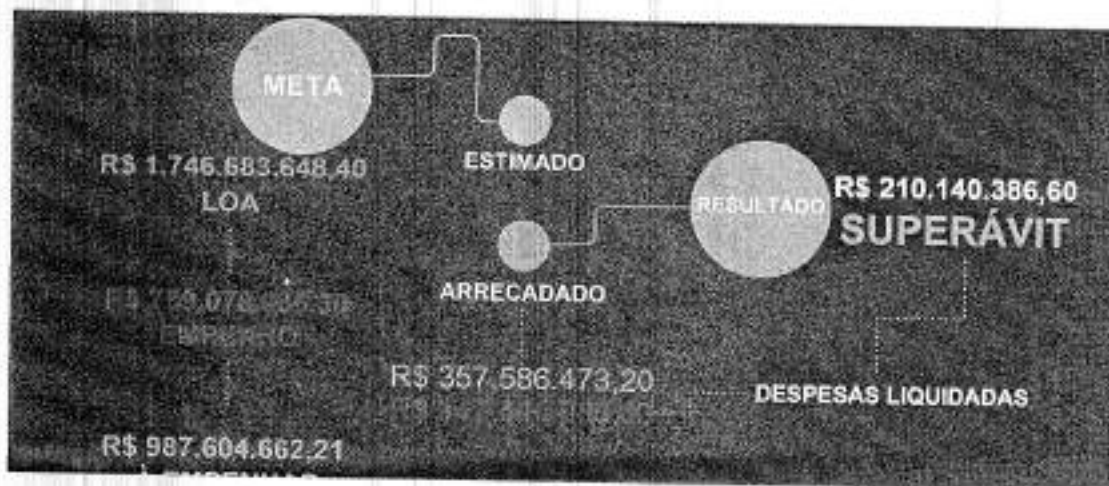 META
R$ 1.746.683.648,40
LOA
ESTIMADO
ARRECADADO
R$ 357.586.473,20
R$ 987.604.662,21
RESULTADO
R$ 210.140.386,60
SUPERÁVIT
DESPESAS LIQUIDADAS